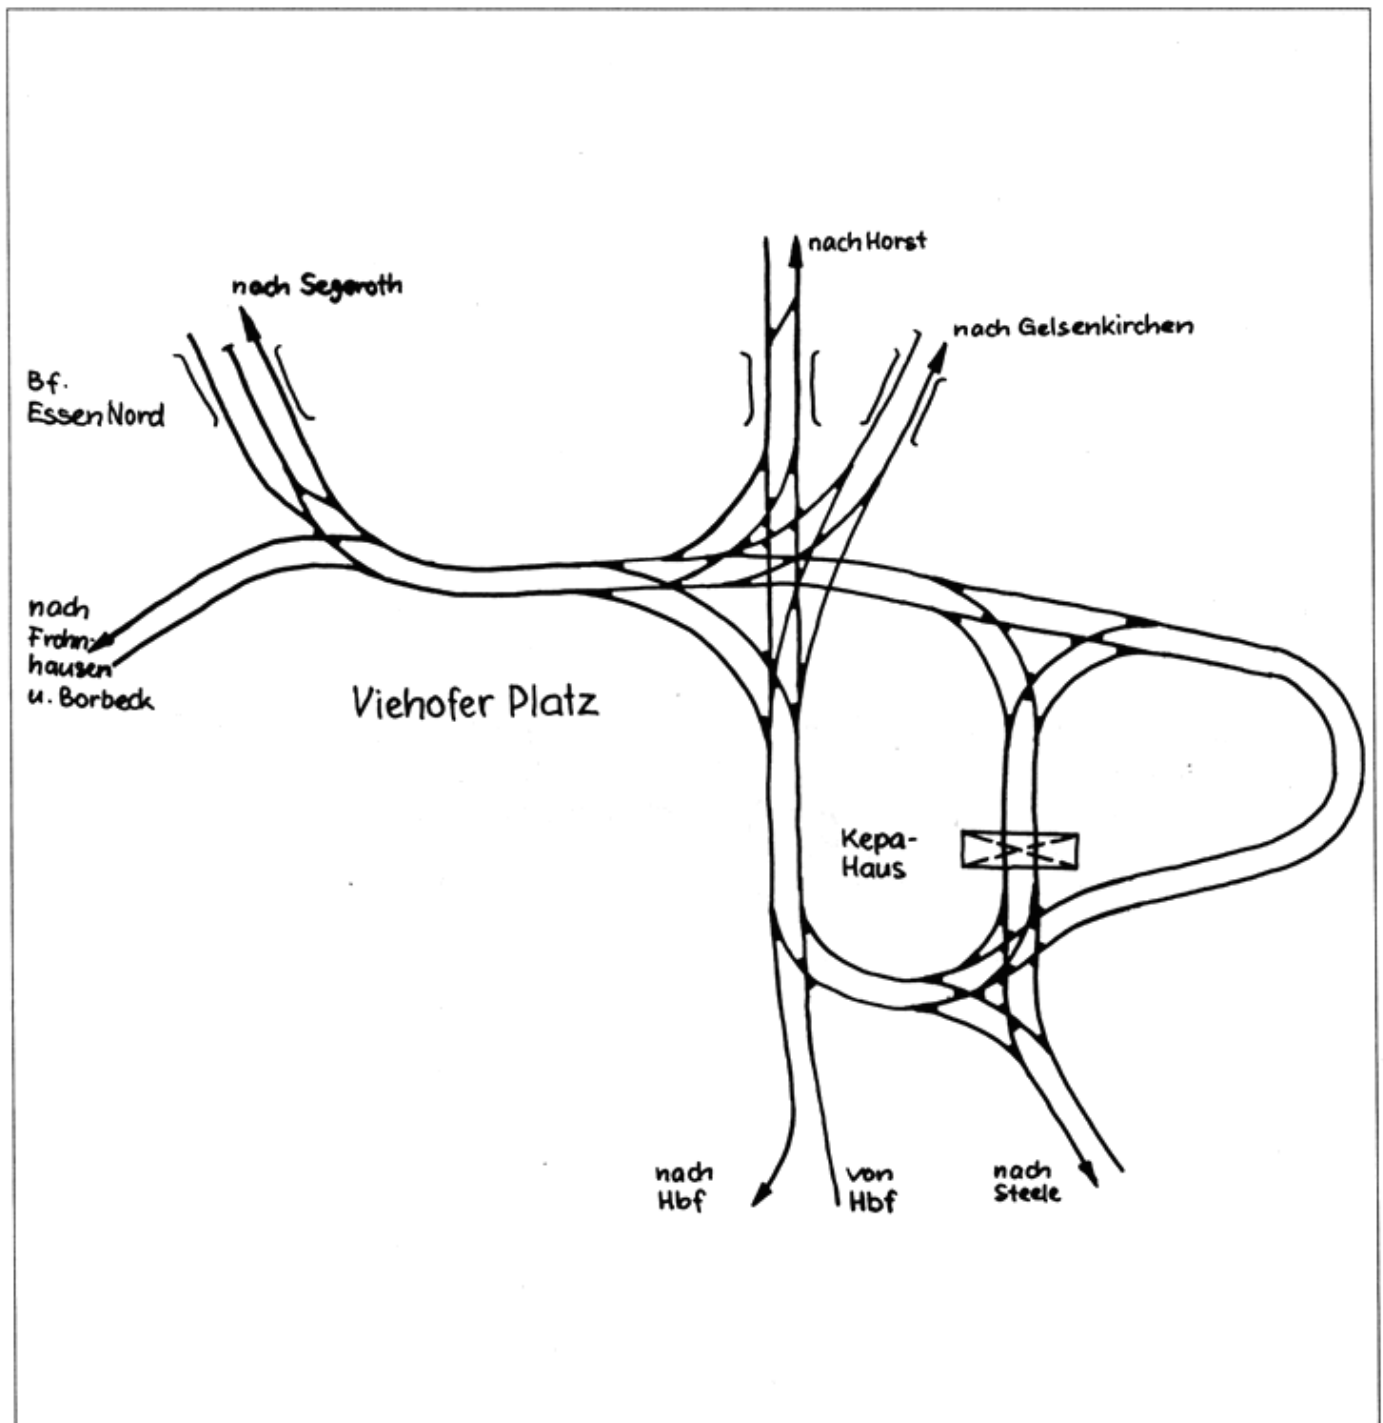 nach Horst
nach Segeroth
nach Gelsenkirchen
Bf.
Essen Nord
nach
Frohn-
hausen
u. Borbeck
Viehofer Platz
Kepa-
Haus
nach
Hbf
von
Hbf
nach
Steele